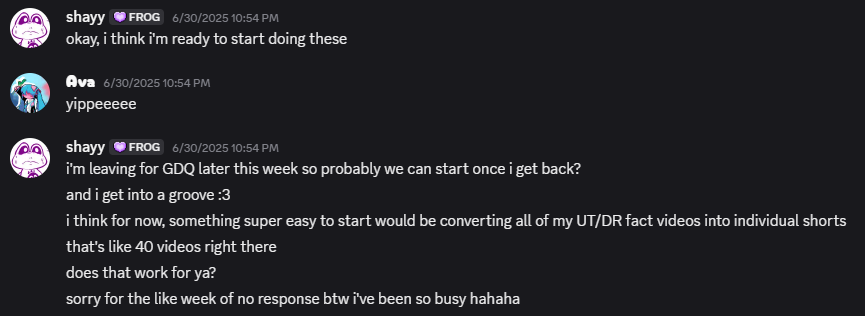 shayy FROG 6/30/2025 10:54 PM
okay, i think i'm ready to start doing these
Ava 6/30/2025 10:54 PM
yippeeeee
shayy FROG 6/30/2025 10:54 PM
i'm leaving for GDQ later this week so probably we can start once i get back?
and i get into a groove :3
i think for now, something super easy to start would be converting all of my UT/DR fact videos into individual shorts
that's like 40 videos right there
does that work for ya?
sorry for the like week of no response btw i've been so busy hahaha